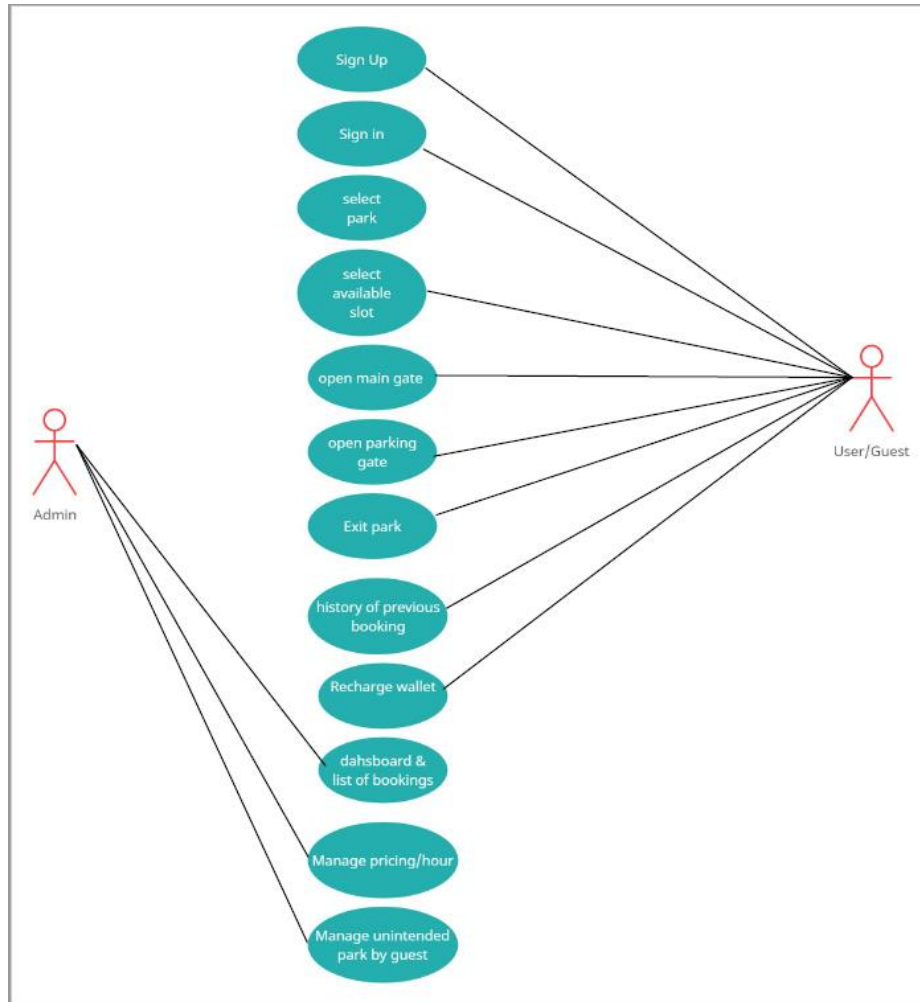 Sign Up
Sign in
select
park
select
available
slot
open main gate
open parking
gate
Exit park
history of previous
booking
Recharge wallet
dahsboard &
list of bookings
Manage pricing/hour
Manage unintended
park by guest
Admin
User/Guest